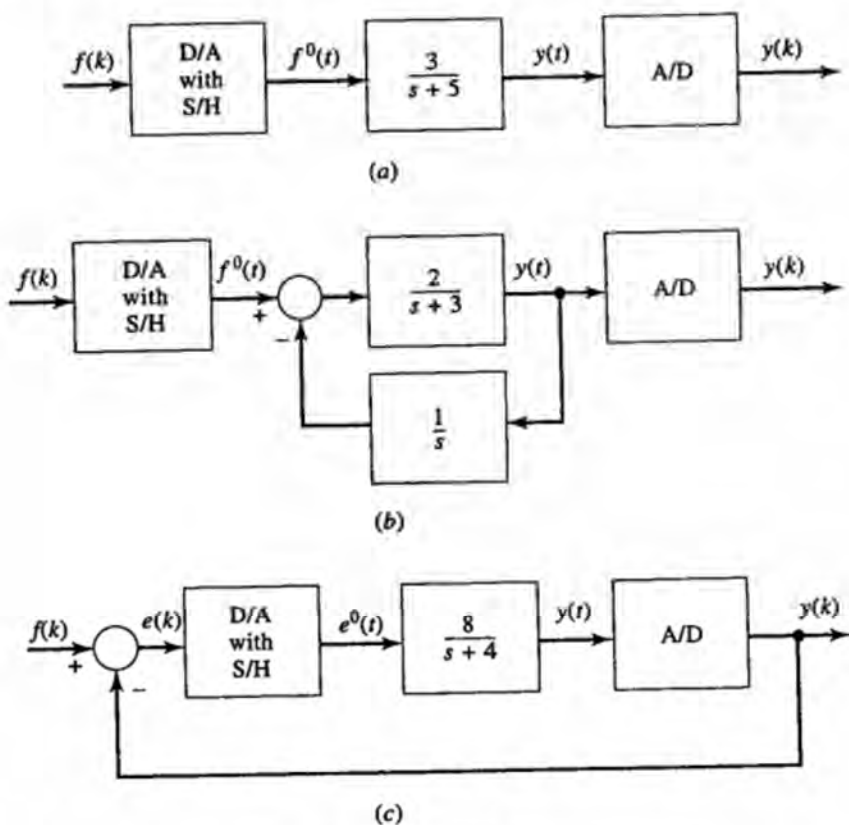 f(k)
D/A
with
S/H
f⁰(t)
3
s + 5
y(t)
A/D
y(k)
(a)
f(k)
D/A
with
S/H
f⁰(t)
+
−
2
s + 3
y(t)
A/D
y(k)
1
s
(b)
f(k)
+
−
e(k)
D/A
with
S/H
e⁰(t)
8
s + 4
y(t)
A/D
y(k)
(c)